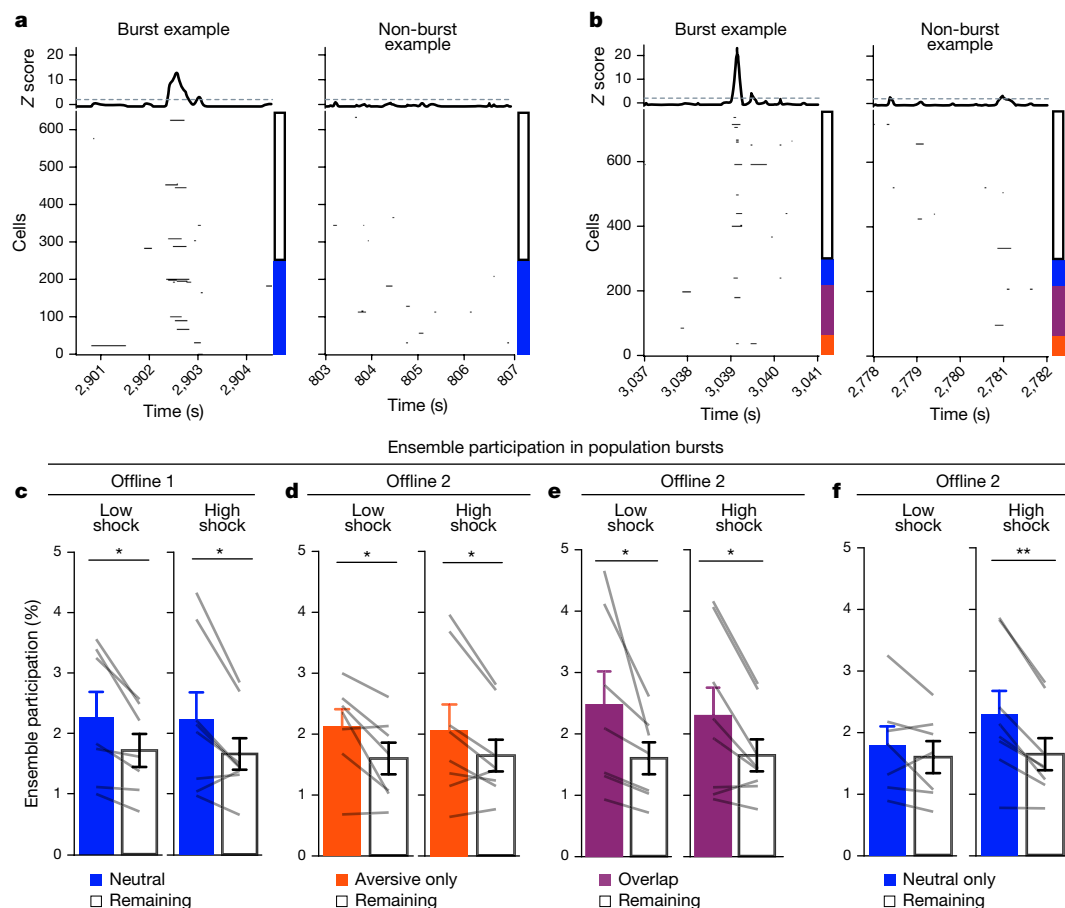 a
Burst example
Non-burst
example
Z score
20
10
0
Cells
600
500
400
300
200
100
0
2,901
2,902
2,903
2,904
Time (s)
803
804
805
806
807
Time (s)
b
Burst example
Non-burst
example
Z score
20
10
0
Cells
600
400
200
0
3,037
3,038
3,039
3,040
3,041
Time (s)
2,778
2,779
2,780
2,781
2,782
Time (s)
Ensemble participation in population bursts
c
Offline 1
Low
shock
High
shock
*
*
Ensemble participation (%)
5
4
3
2
1
0
Neutral
Remaining
d
Offline 2
Low
shock
High
shock
*
*
5
4
3
2
1
0
Aversive only
Remaining
e
Offline 2
Low
shock
High
shock
*
*
5
4
3
2
1
0
Overlap
Remaining
f
Offline 2
Low
shock
High
shock
**
5
4
3
2
1
0
Neutral only
Remaining